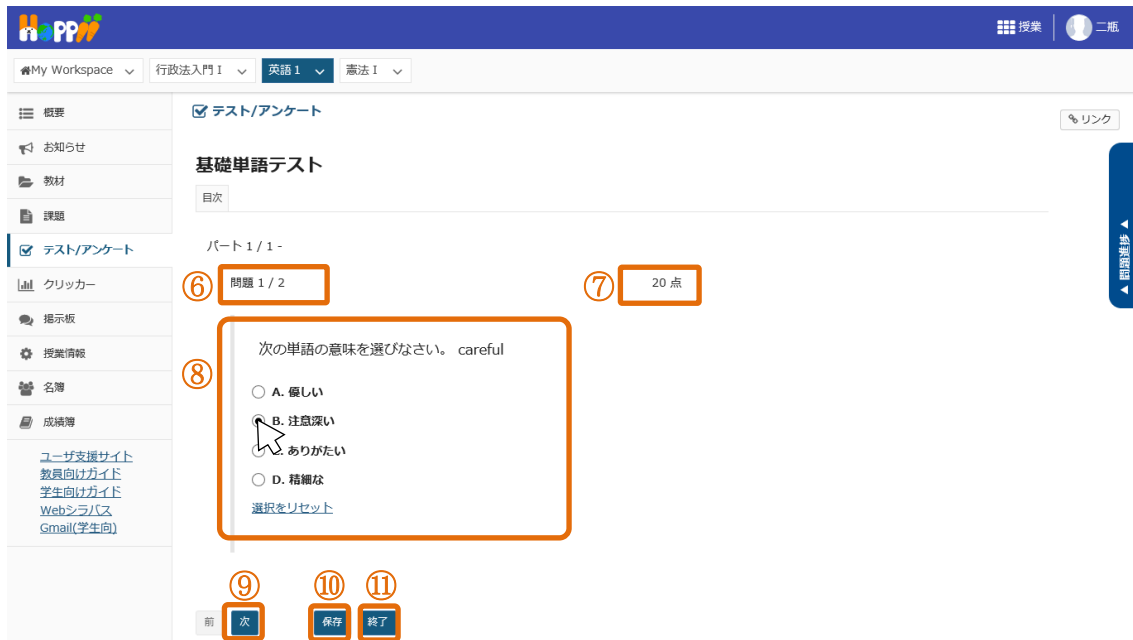 HoPPii
授業
二瓶
My Workspace
行政法入門 I
英語 1
憲法 I
概要
お知らせ
教材
課題
テスト/アンケート
クリッカー
掲示板
授業情報
名簿
成績簿
ユーザ支援サイト
教員向けガイド
学生向けガイド
Webシラバス
Gmail(学生向)
テスト/アンケート
リンク
基礎単語テスト
目次
パート 1 / 1 -
⑥ 問題 1 / 2
⑦ 20 点
⑧
次の単語の意味を選びなさい。 careful
A. 優しい
B. 注意深い
ありがたい
D. 精細な
選択をリセット
⑨ ⑩ ⑪
前 次 保存 終了
◀ 問題進捗 ◀